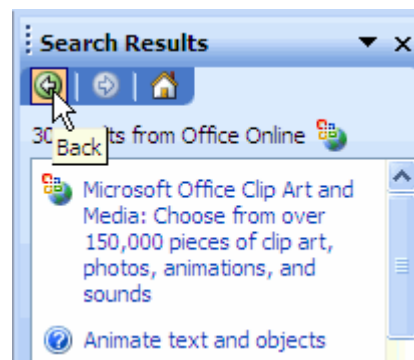 Search Results
30 ts from Office Online
Back
Microsoft Office Clip Art and
Media: Choose from over
150,000 pieces of clip art,
photos, animations, and
sounds
Animate text and objects